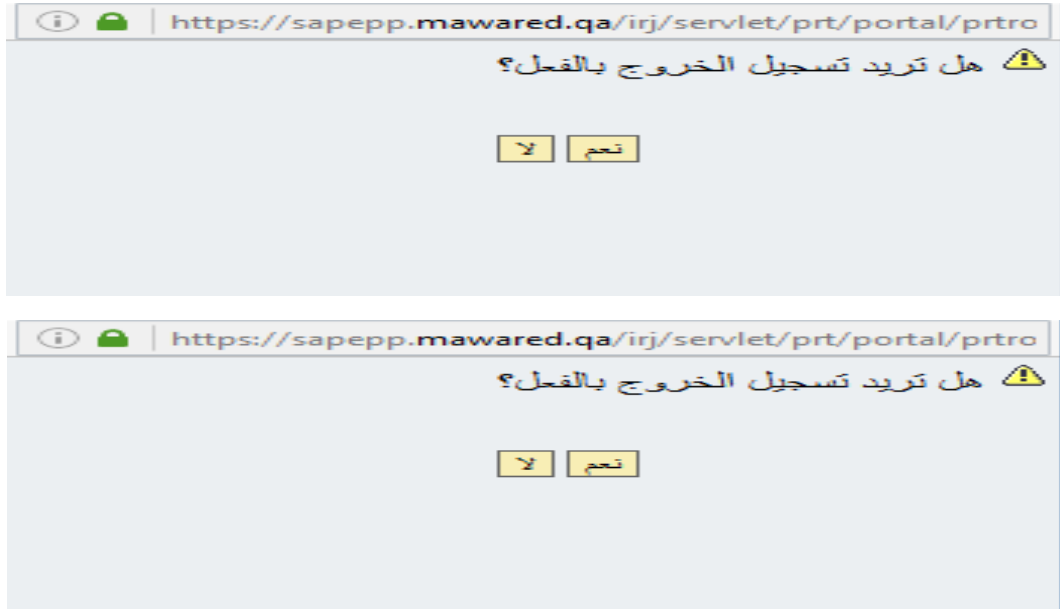 https://sapepp.mawared.qa/irj/servlet/prt/portal/prtro
هل تريد تسجيل الخروج بالفعل؟
نعم لا
https://sapepp.mawared.qa/irj/servlet/prt/portal/prtro
هل تريد تسجيل الخروج بالفعل؟
نعم لا